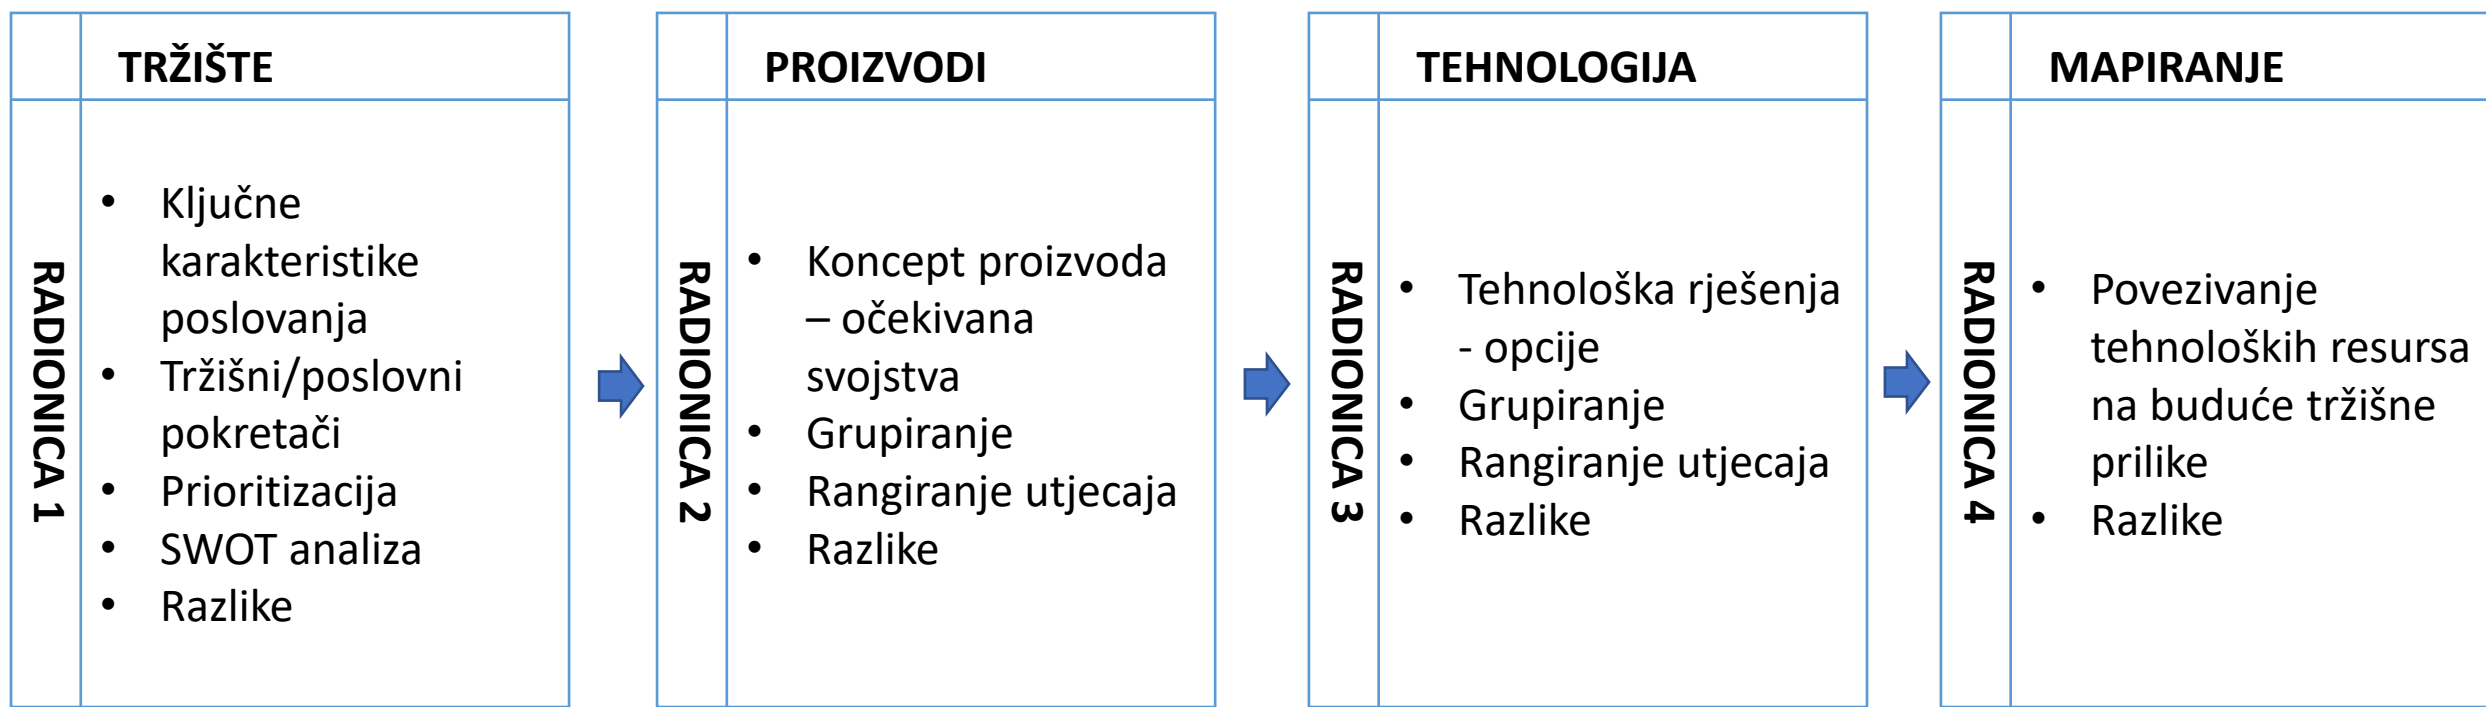 TRŽIŠTE
RADIONICA 1
• Ključne
karakteristike
poslovanja
• Tržišni/poslovni
pokretači
• Prioritizacija
• SWOT analiza
• Razlike
PROIZVODI
RADIONICA 2
• Koncept proizvoda
– očekivana
svojstva
• Grupiranje
• Rangiranje utjecaja
• Razlike
TEHNOLOGIJA
RADIONICA 3
• Tehnološka rješenja
- opcije
• Grupiranje
• Rangiranje utjecaja
• Razlike
MAPIRANJE
RADIONICA 4
• Povezivanje
tehnoloških resursa
na buduće tržišne
prilike
• Razlike